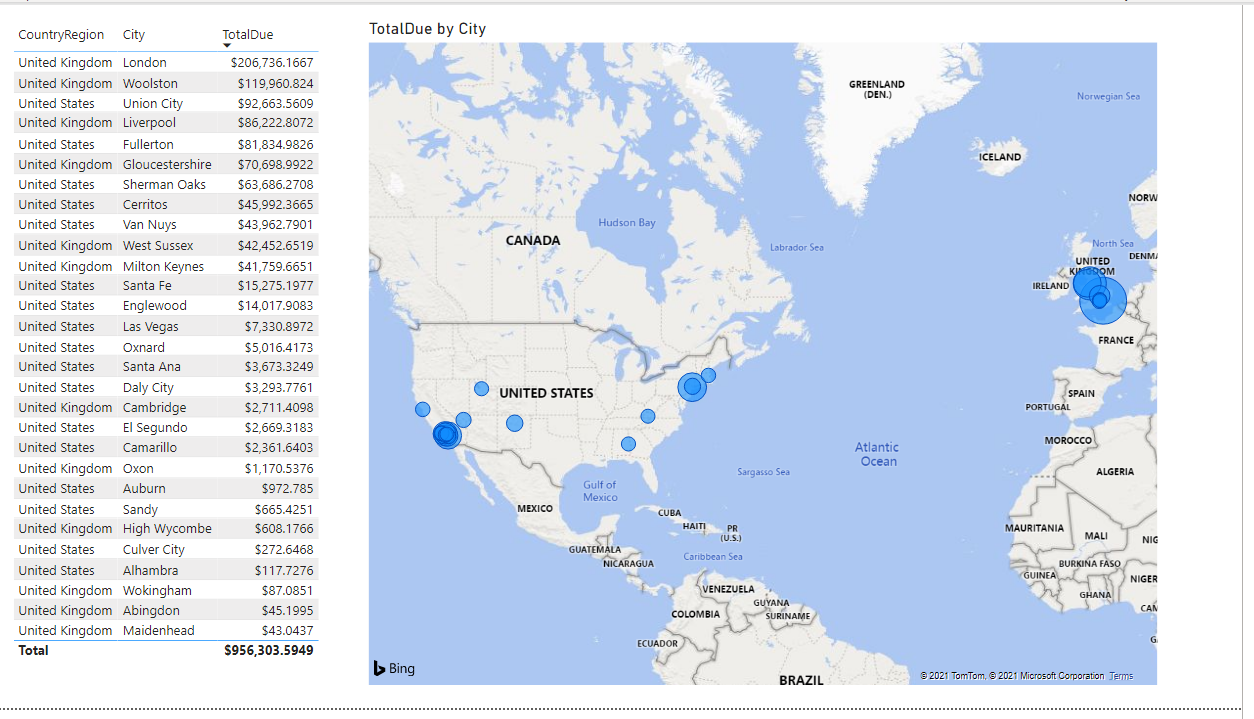 CountryRegion City TotalDue
United Kingdom London $206,736.1667
United Kingdom Woolston $119,960.824
United States Union City $92,663.5609
United Kingdom Liverpool $86,222.8072
United States Fullerton $81,834.9826
United Kingdom Gloucestershire $70,698.9922
United States Sherman Oaks $63,686.2708
United States Cerritos $45,992.3665
United States Van Nuys $43,962.7901
United Kingdom West Sussex $42,452.6519
United Kingdom Milton Keynes $41,759.6651
United States Santa Fe $15,275.1977
United States Englewood $14,017.9083
United States Las Vegas $7,330.8972
United States Oxnard $5,016.4173
United States Santa Ana $3,673.3249
United States Daly City $3,293.7761
United Kingdom Cambridge $2,711.4098
United States El Segundo $2,669.3183
United States Camarillo $2,361.6403
United Kingdom Oxon $1,170.5376
United States Auburn $972.785
United States Sandy $665.4251
United Kingdom High Wycombe $608.1766
United States Culver City $272.6468
United States Alhambra $117.7276
United Kingdom Wokingham $87.0851
United Kingdom Abingdon $45.1995
United Kingdom Maidenhead $43.0437
Total $956,303.5949
TotalDue by City
GREENLAND
(DEN.)
Norwegian Sea
ICELAND
NORW
Hudson Bay
CANADA
Labrador Sea
North Sea
UNITED
KINGDOM
DENMA
IRELAND
FRANCE
UNITED STATES
SPAIN
PORTUGAL
Atlantic
Ocean
MOROCCO
Sargasso Sea
ALGERIA
Gulf of
Mexico
MEXICO
CUBA
HAITI
PR
(U.S.)
MAURITANIA
MALI
NIG
GUATEMALA
NICARAGUA
Caribbean Sea
BURKINA FASO
GUINEA
NIGER
VENEZUELA
GUYANA
SURINAME
GHANA
CAM
COLOMBIA
ECUADOR
G
Bing
BRAZIL
© 2021 TomTom, © 2021 Microsoft Corporation Terms